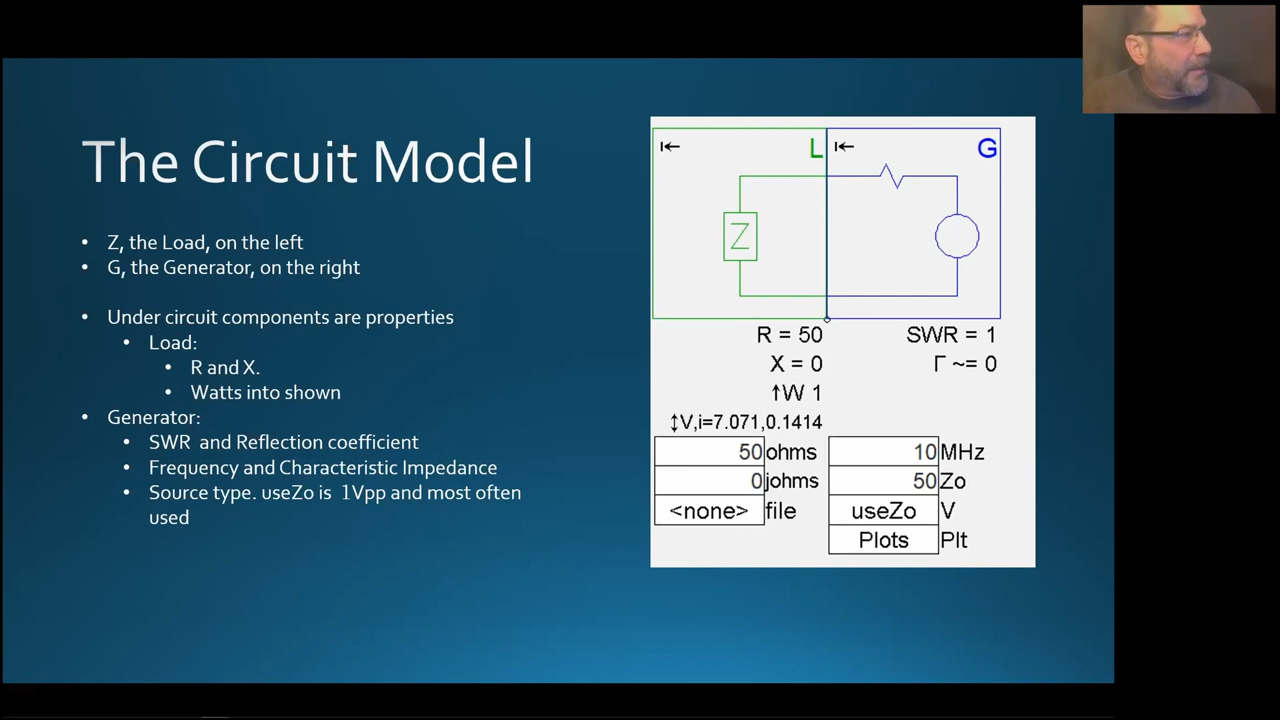 The Circuit Model
Z, the Load, on the left
G, the Generator, on the right
Under circuit components are properties
Load:
R and X.
Watts into shown
Generator:
SWR and Reflection coefficient
Frequency and Characteristic Impedance
Source type. useZo is 1Vpp and most often
used
L
G
Z
R = 50
SWR = 1
X = 0
Γ ~= 0
↑W 1
↕V,i=7.071,0.1414
50 ohms
10 MHz
0 johms
50 Zo
<none> file
useZo V
Plots Plt